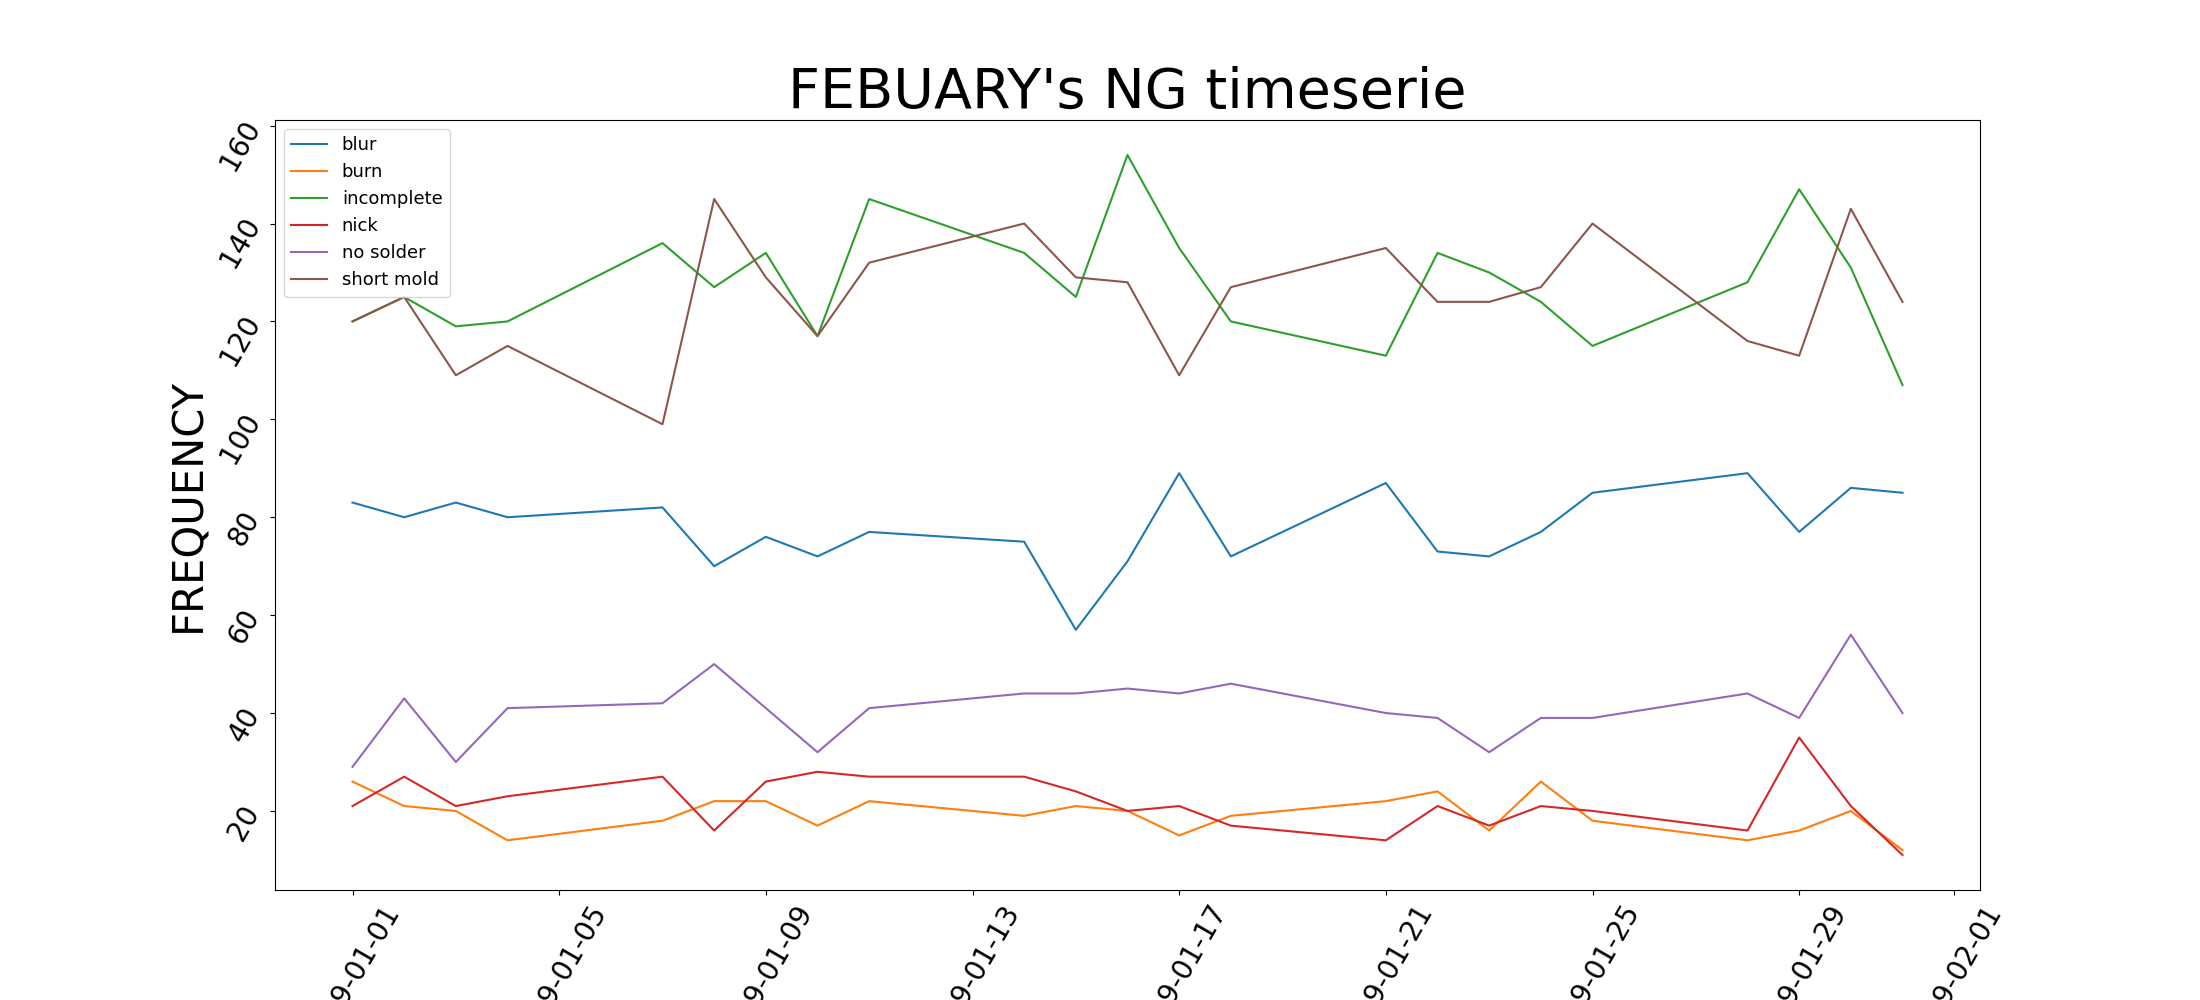 FEBUARY's NG timeserie
blur
burn
incomplete
nick
no solder
short mold
FREQUENCY
160
140
120
100
80
60
40
20
9-01-01
9-01-05
9-01-09
9-01-13
9-01-17
9-01-21
9-01-25
9-01-29
9-02-01